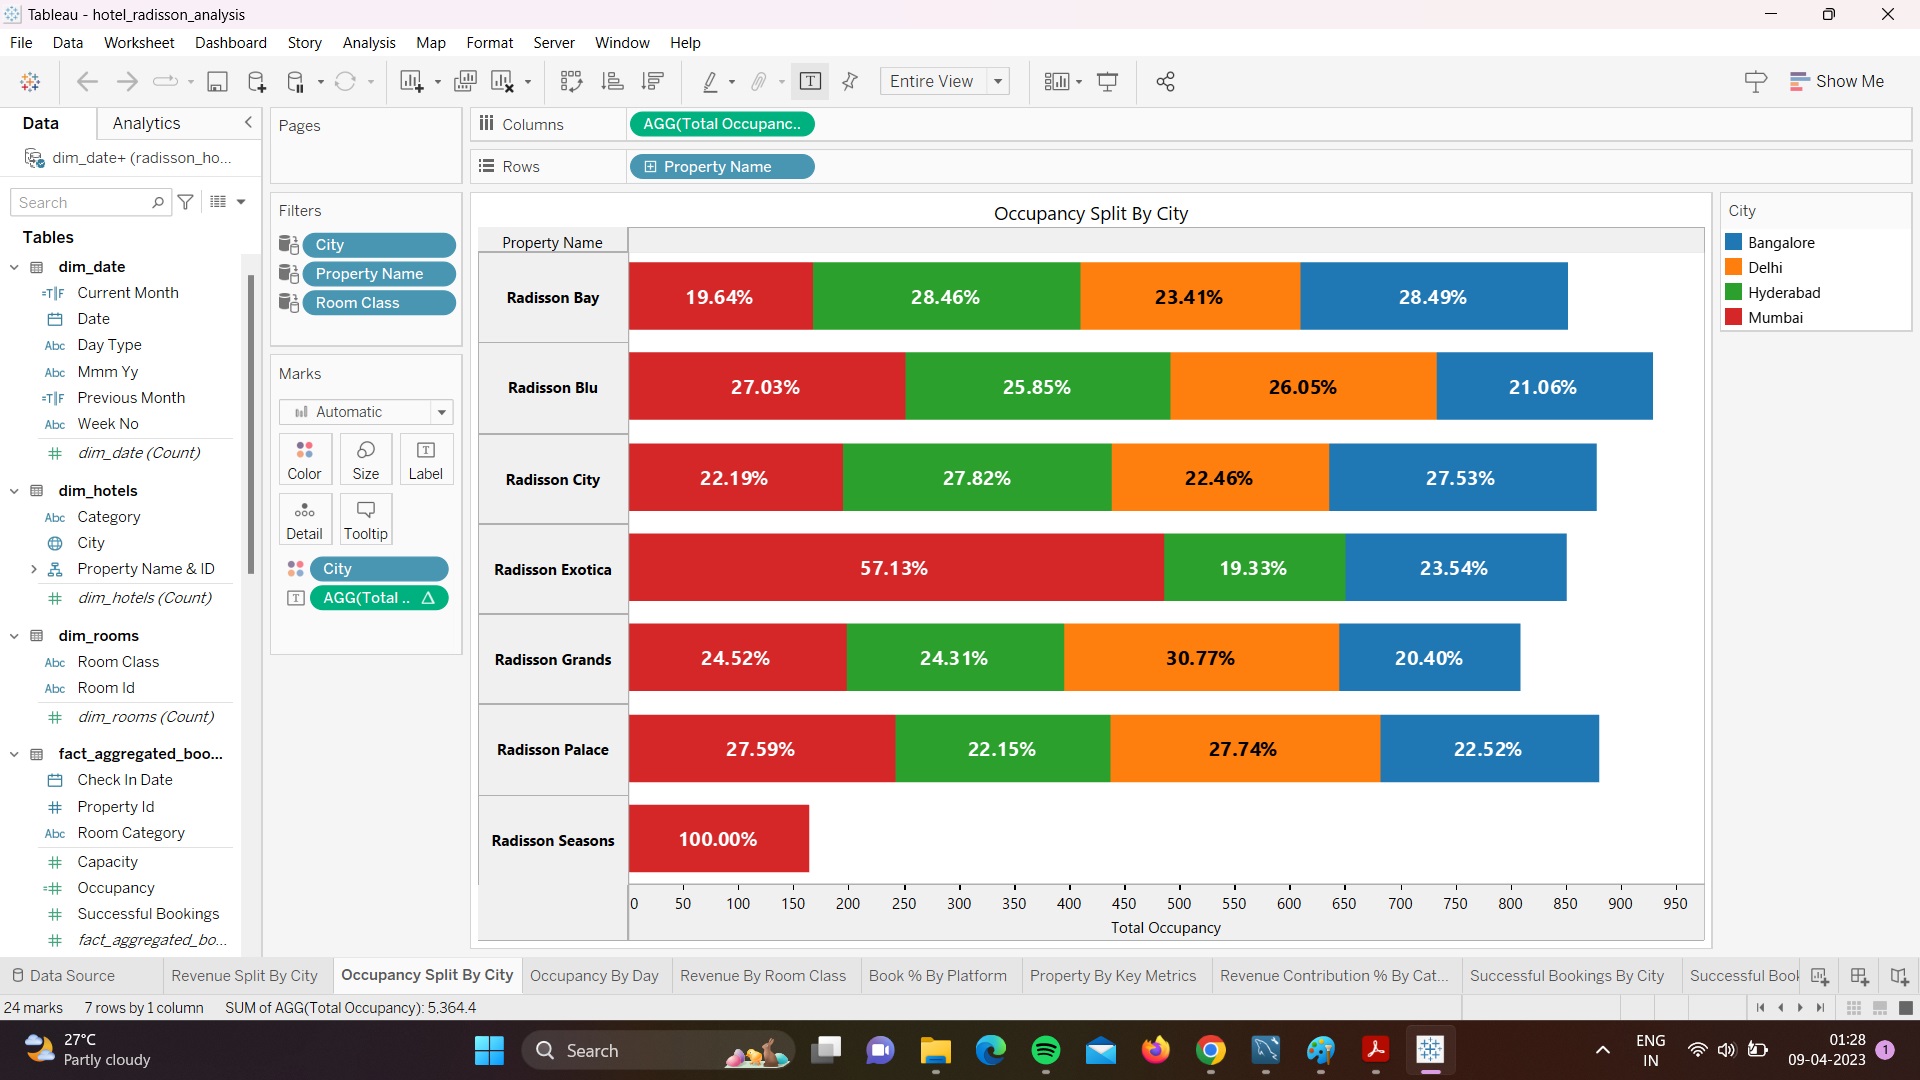 Tableau - hotel_radisson_analysis
File Data Worksheet Dashboard Story Analysis Map Format Server Window Help
Entire View
Show Me
Data Analytics
dim_date+ (radisson_ho...
Search
Tables
dim_date
=T|F Current Month
Date
Abc Day Type
Abc Mmm Yy
=T|F Previous Month
Abc Week No
# dim_date (Count)
dim_hotels
Abc Category
City
Property Name & ID
# dim_hotels (Count)
dim_rooms
Abc Room Class
Abc Room Id
# dim_rooms (Count)
fact_aggregated_boo...
Check In Date
# Property Id
Abc Room Category
# Capacity
=# Occupancy
# Successful Bookings
# fact_aggregated_bo...
Pages
Filters
City
Property Name
Room Class
Marks
Automatic
Color Size Label
Detail Tooltip
City
AGG(Total ..
Columns AGG(Total Occupanc..
Rows Property Name
Occupancy Split By City
Property Name
Radisson Bay 19.64% 28.46% 23.41% 28.49%
Radisson Blu 27.03% 25.85% 26.05% 21.06%
Radisson City 22.19% 27.82% 22.46% 27.53%
Radisson Exotica 57.13% 19.33% 23.54%
Radisson Grands 24.52% 24.31% 30.77% 20.40%
Radisson Palace 27.59% 22.15% 27.74% 22.52%
Radisson Seasons 100.00%
0 50 100 150 200 250 300 350 400 450 500 550 600 650 700 750 800 850 900 950
Total Occupancy
City
Bangalore
Delhi
Hyderabad
Mumbai
Data Source Revenue Split By City Occupancy Split By City Occupancy By Day Revenue By Room Class Book % By Platform Property By Key Metrics Revenue Contribution % By Cat... Successful Bookings By City Successful Bool
24 marks 7 rows by 1 column SUM of AGG(Total Occupancy): 5,364.4
27°C
Partly cloudy
Search
ENG
IN
01:28
09-04-2023
1